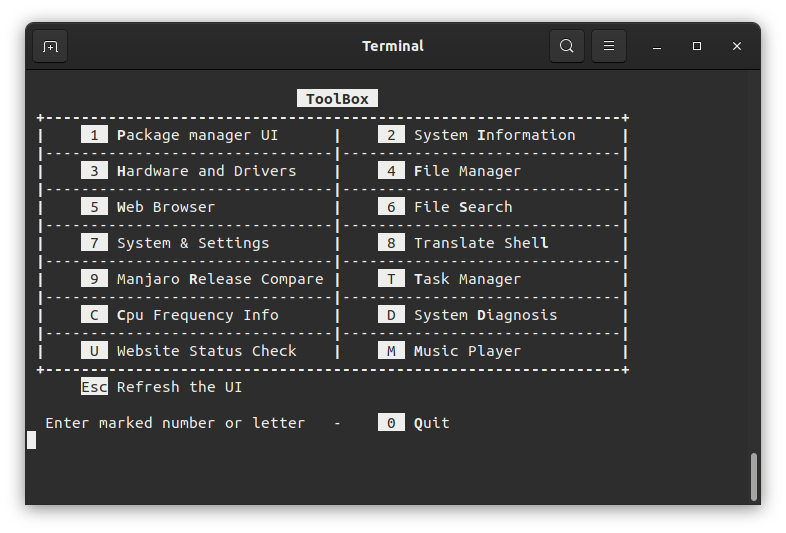 Terminal
ToolBox
1 Package manager UI | 2 System Information
3 Hardware and Drivers | 4 File Manager
5 Web Browser | 6 File Search
7 System & Settings | 8 Translate Shell
9 Manjaro Release Compare | T Task Manager
C Cpu Frequency Info | D System Diagnosis
U Website Status Check | M Music Player
Esc Refresh the UI
Enter marked number or letter - 0 Quit